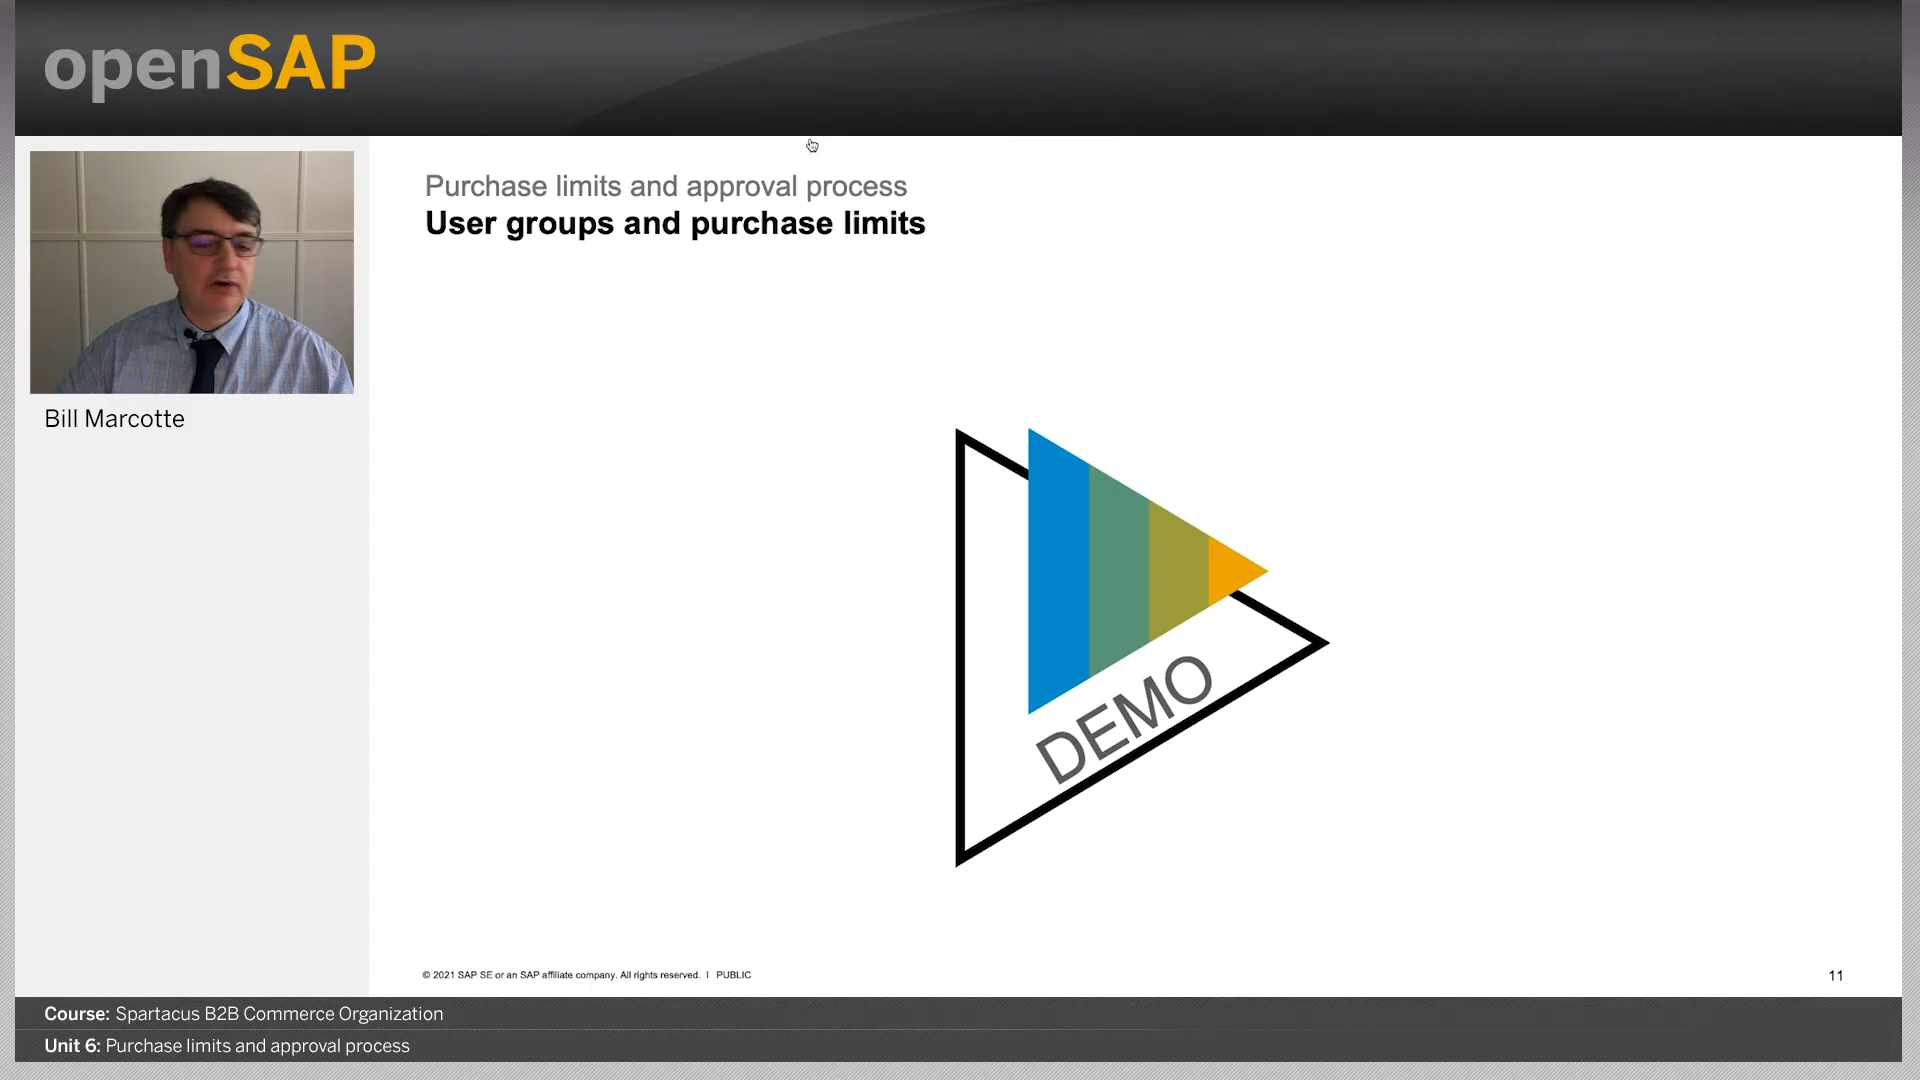 openSAP
Bill Marcotte
Purchase limits and approval process
User groups and purchase limits
DEMO
© 2021 SAP SE or an SAP affiliate company. All rights reserved. I PUBLIC
11
Course: Spartacus B2B Commerce Organization
Unit 6: Purchase limits and approval process